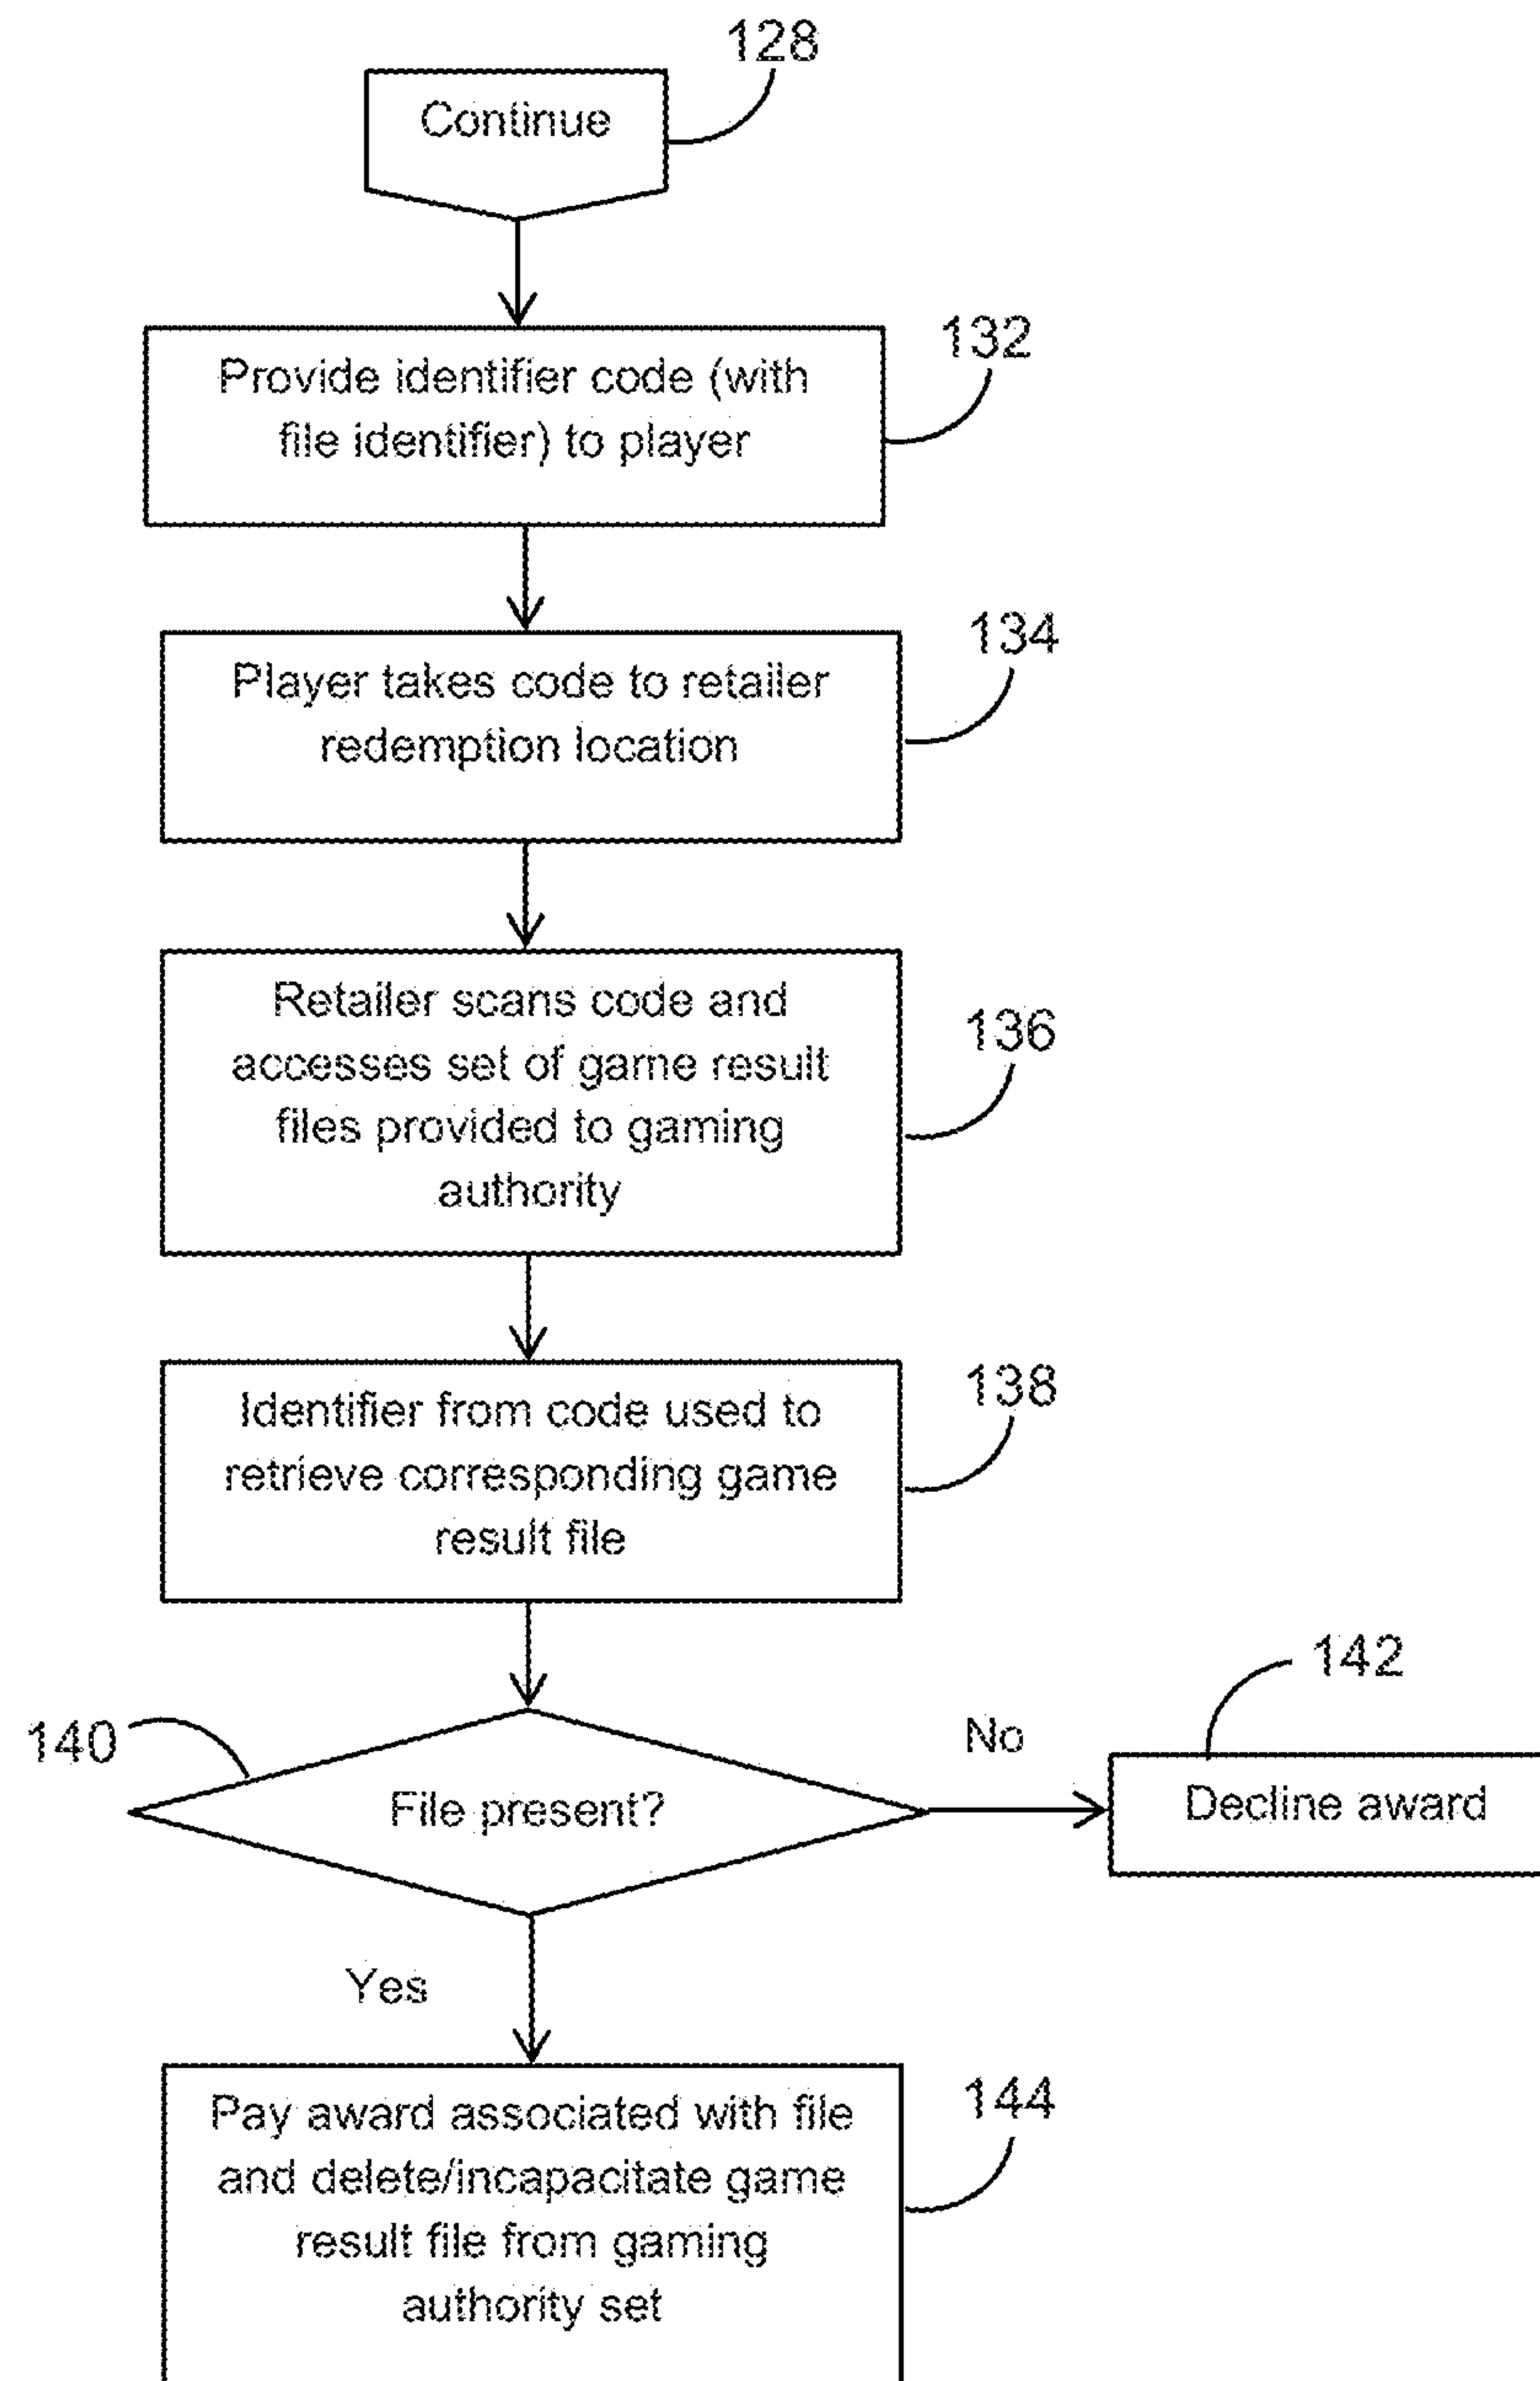 128
Continue
132
Provide identifier code (with
file identifier) to player
134
Player takes code to retailer
redemption location
Retailer scans code and
136
accesses set of game result
files provided to gaming
authority
138
Identifier from code used to
retrieve corresponding game
result file
142
140
No
File present?
Decline award
Yes
144
Pay award associated with file
and delete/incapacitate game
result file from gaming
authority set